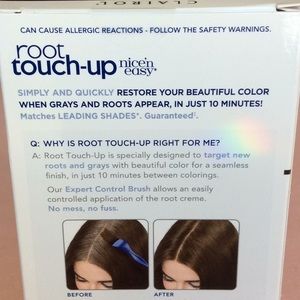 CLAIROL
CAN CAUSE ALLERGIC REACTIONS - FOLLOW THE SAFETY WARNINGS.
root
touch-up nice'n
easy®
SIMPLY AND QUICKLY RESTORE YOUR BEAUTIFUL COLOR
WHEN GRAYS AND ROOTS APPEAR, IN JUST 10 MINUTES!
Matches LEADING SHADES*. Guaranteed‡.
Q: WHY IS ROOT TOUCH-UP RIGHT FOR ME?
A: Root Touch-Up is specially designed to target new
roots and grays with beautiful color for a seamless
finish, in just 10 minutes between colorings.
Our Expert Control Brush allows an easily
controlled application of the root creme.
No mess, no fuss.
BEFORE
AFTER